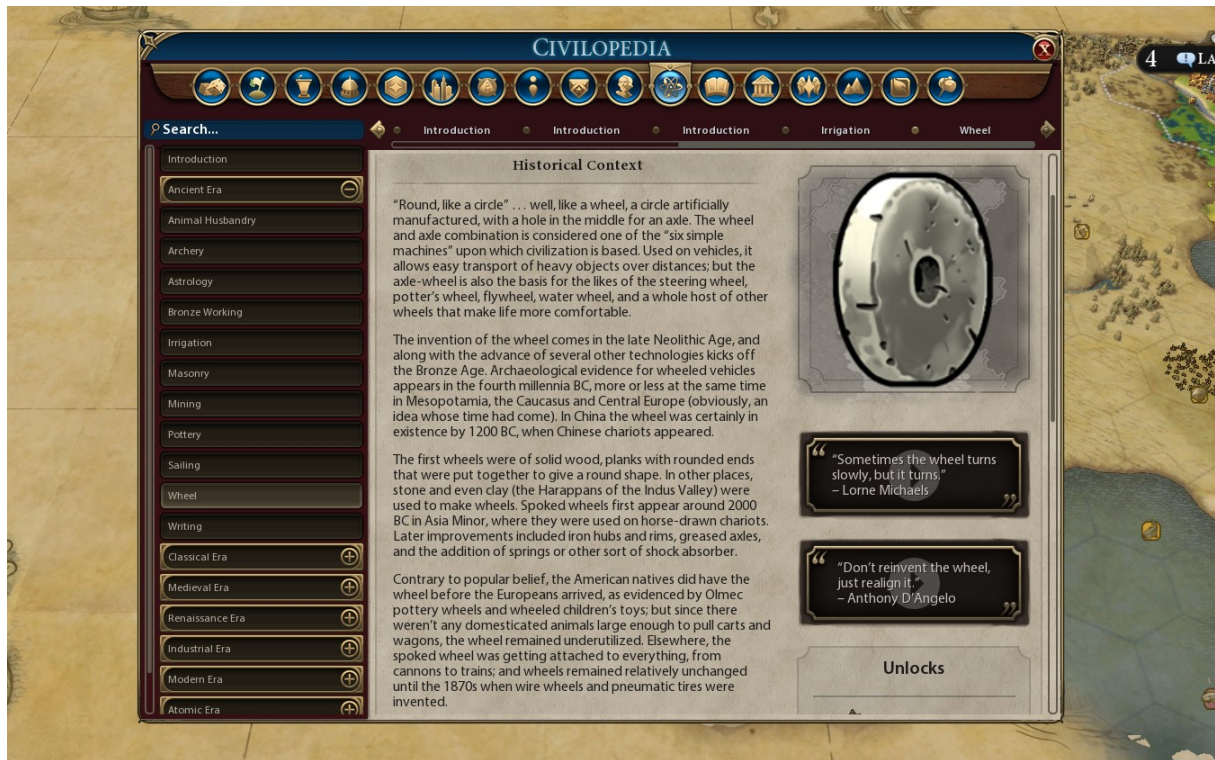 CIVILOPEDIA
X
4
LA
Search...
Introduction
Introduction
Introduction
Irrigation
Wheel
Introduction
Ancient Era
Animal Husbandry
Archery
Astrology
Bronze Working
Irrigation
Masonry
Mining
Pottery
Sailing
Wheel
Writing
Classical Era
Medieval Era
Renaissance Era
Industrial Era
Modern Era
Atomic Era
Historical Context
“Round, like a circle” . . . well, like a wheel, a circle artificially
manufactured, with a hole in the middle for an axle. The wheel
and axle combination is considered one of the “six simple
machines” upon which civilization is based. Used on vehicles, it
allows easy transport of heavy objects over distances; but the
axle-wheel is also the basis for the likes of the steering wheel,
potter’s wheel, flywheel, water wheel, and a whole host of other
wheels that make life more comfortable.
The invention of the wheel comes in the late Neolithic Age, and
along with the advance of several other technologies kicks off
the Bronze Age. Archaeological evidence for wheeled vehicles
appears in the fourth millennia BC, more or less at the same time
in Mesopotamia, the Caucasus and Central Europe (obviously, an
idea whose time had come). In China the wheel was certainly in
existence by 1200 BC, when Chinese chariots appeared.
The first wheels were of solid wood, planks with rounded ends
that were put together to give a round shape. In other places,
stone and even clay (the Harappans of the Indus Valley) were
used to make wheels. Spoked wheels first appear around 2000
BC in Asia Minor, where they were used on horse-drawn chariots.
Later improvements included iron hubs and rims, greased axles,
and the addition of springs or other sort of shock absorber.
Contrary to popular belief, the American natives did have the
wheel before the Europeans arrived, as evidenced by Olmec
pottery wheels and wheeled children’s toys; but since there
weren’t any domesticated animals large enough to pull carts and
wagons, the wheel remained underutilized. Elsewhere, the
spoked wheel was getting attached to everything, from
cannons to trains; and wheels remained relatively unchanged
until the 1870s when wire wheels and pneumatic tires were
invented.
“Sometimes the wheel turns
slowly, but it turns.”
– Lorne Michaels
“Don’t reinvent the wheel,
just realign it.”
– Anthony D’Angelo
Unlocks